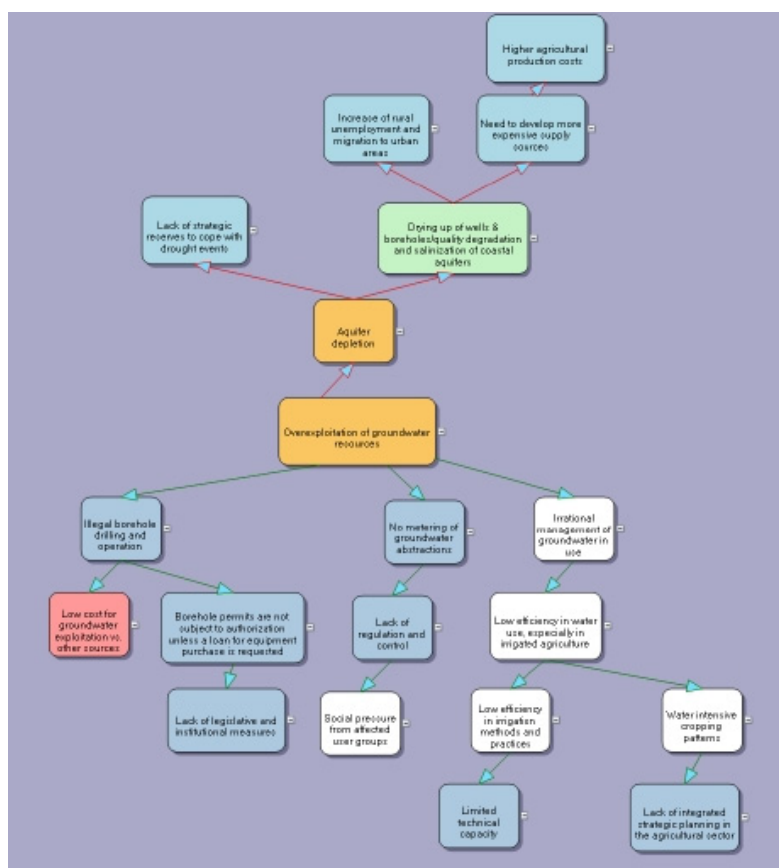 Higher agricultural
production costs
Increase of rural
unemployment and
migration to urban
areas
Need to develop more
expensive supply
sources
Lack of strategic
reserves to cope with
drought events
Drying up of wells &
boreholes/quality degradation
and salinization of coastal
aquifers
Aquifer
depletion
Overexploitation of groundwater
resources
Illegal borehole
drilling and
operation
No metering of
groundwater
abstractions
Irrational
management of
groundwater in
use
Low cost for
groundwater
exploitation vs.
other sources
Borehole permits are not
subject to authorization
unless a loan for equipment
purchase is requested
Lack of
regulation and
control
Low efficiency in water
use, especially in
irrigated agriculture
Lack of legislative and
institutional measures
Social pressure
from affected
user groups
Low efficiency
in irrigation
methods and
practices
Water intensive
cropping
patterns
Limited
technical
capacity
Lack of integrated
strategic planning in
the agricultural sector